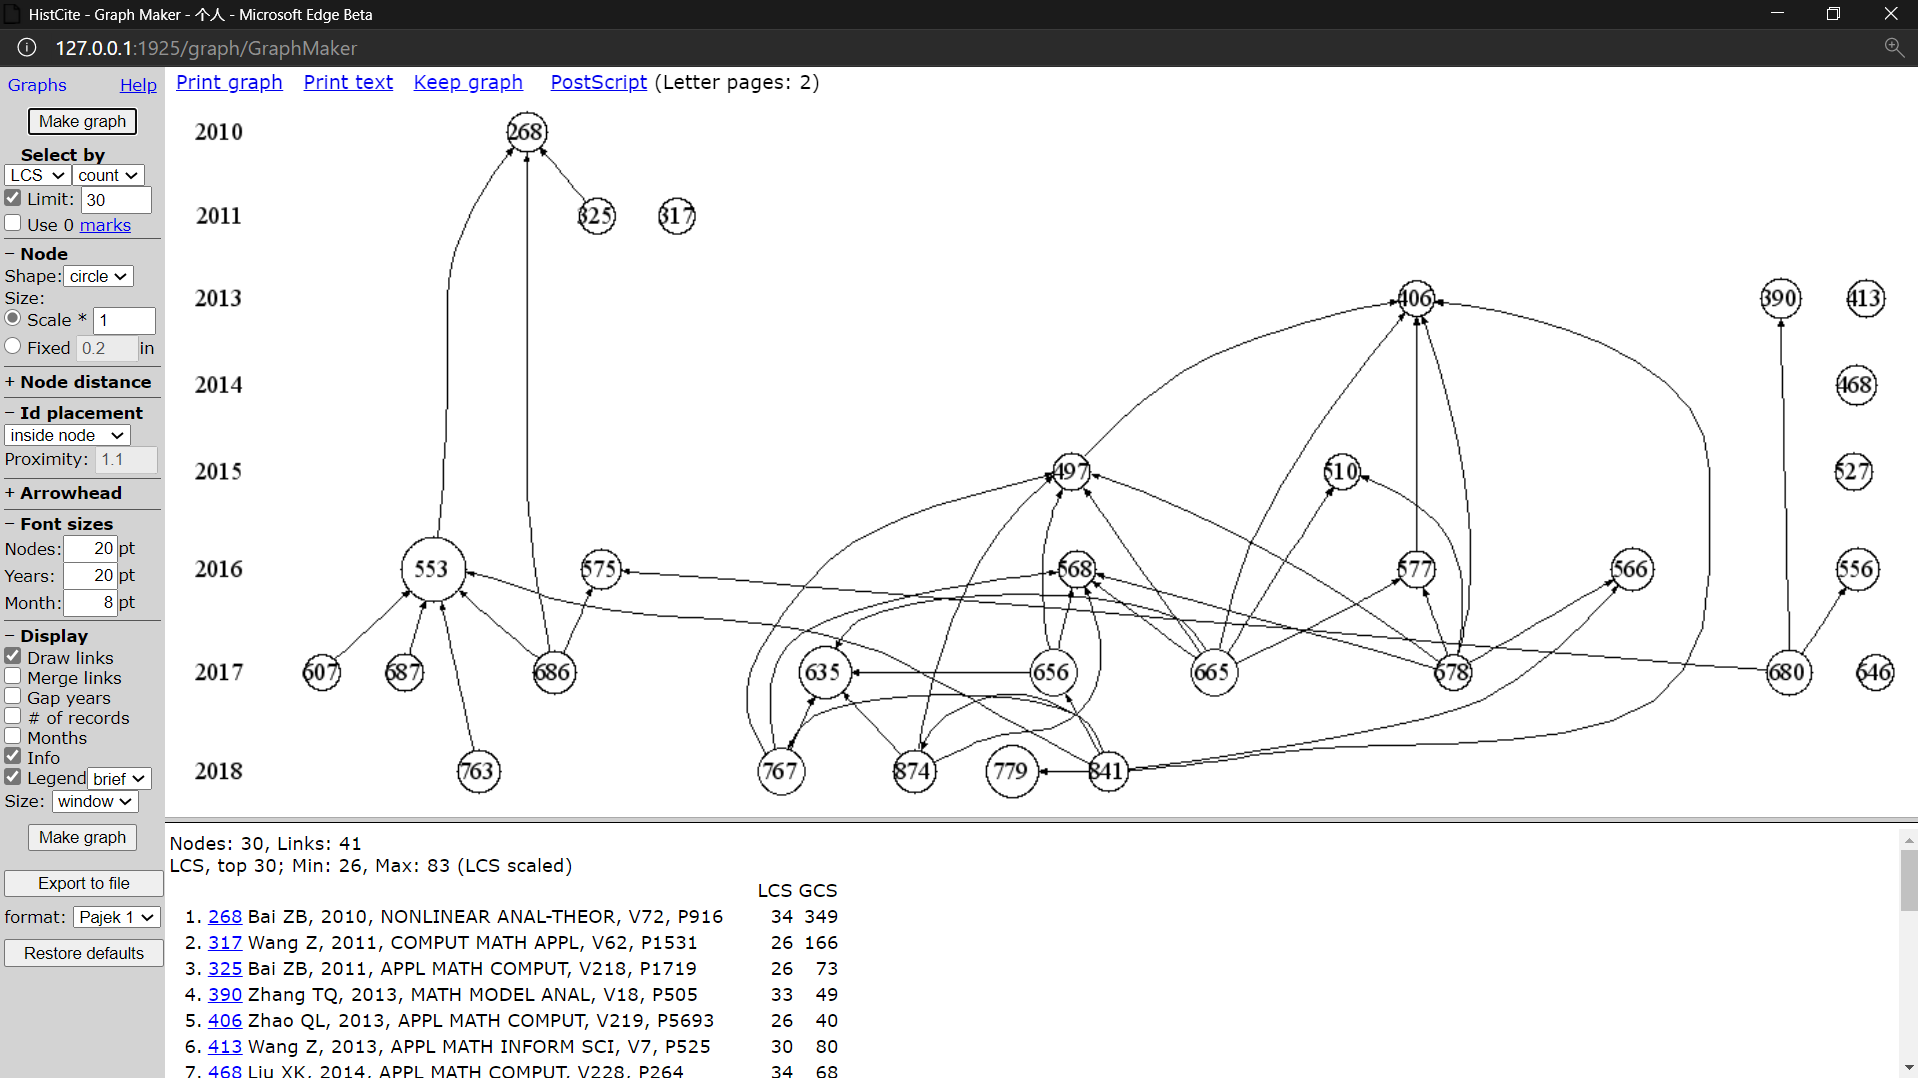 HistCite - Graph Maker - 个人 - Microsoft Edge Beta
127.0.0.1:1925/graph/GraphMaker
Graphs Help
Make graph
Select by
LCS count
Limit: 30
Use 0 marks
− Node
Shape: circle
Size:
Scale * 1
Fixed 0.2 in
+ Node distance
− Id placement
inside node
Proximity: 1.1
+ Arrowhead
− Font sizes
Nodes: 20 pt
Years: 20 pt
Month: 8 pt
− Display
Draw links
Merge links
Gap years
# of records
Months
Info
Legend brief
Size: window
Make graph
Export to file
format: Pajek 1
Restore defaults
Print graph Print text Keep graph PostScript (Letter pages: 2)
2010 268
2011 325 317
2013 406 390 413
2014 468
2015 497 510 527
2016 553 575 568 577 566 556
2017 607 687 686 635 656 665 678 680 646
2018 763 767 874 779 841
Nodes: 30, Links: 41
LCS, top 30; Min: 26, Max: 83 (LCS scaled)
LCS GCS
1. 268 Bai ZB, 2010, NONLINEAR ANAL-THEOR, V72, P916 34 349
2. 317 Wang Z, 2011, COMPUT MATH APPL, V62, P1531 26 166
3. 325 Bai ZB, 2011, APPL MATH COMPUT, V218, P1719 26 73
4. 390 Zhang TQ, 2013, MATH MODEL ANAL, V18, P505 33 49
5. 406 Zhao QL, 2013, APPL MATH COMPUT, V219, P5693 26 40
6. 413 Wang Z, 2013, APPL MATH INFORM SCI, V7, P525 30 80
7. 468 Liu XK, 2014, APPL MATH COMPUT, V228, P264 34 68